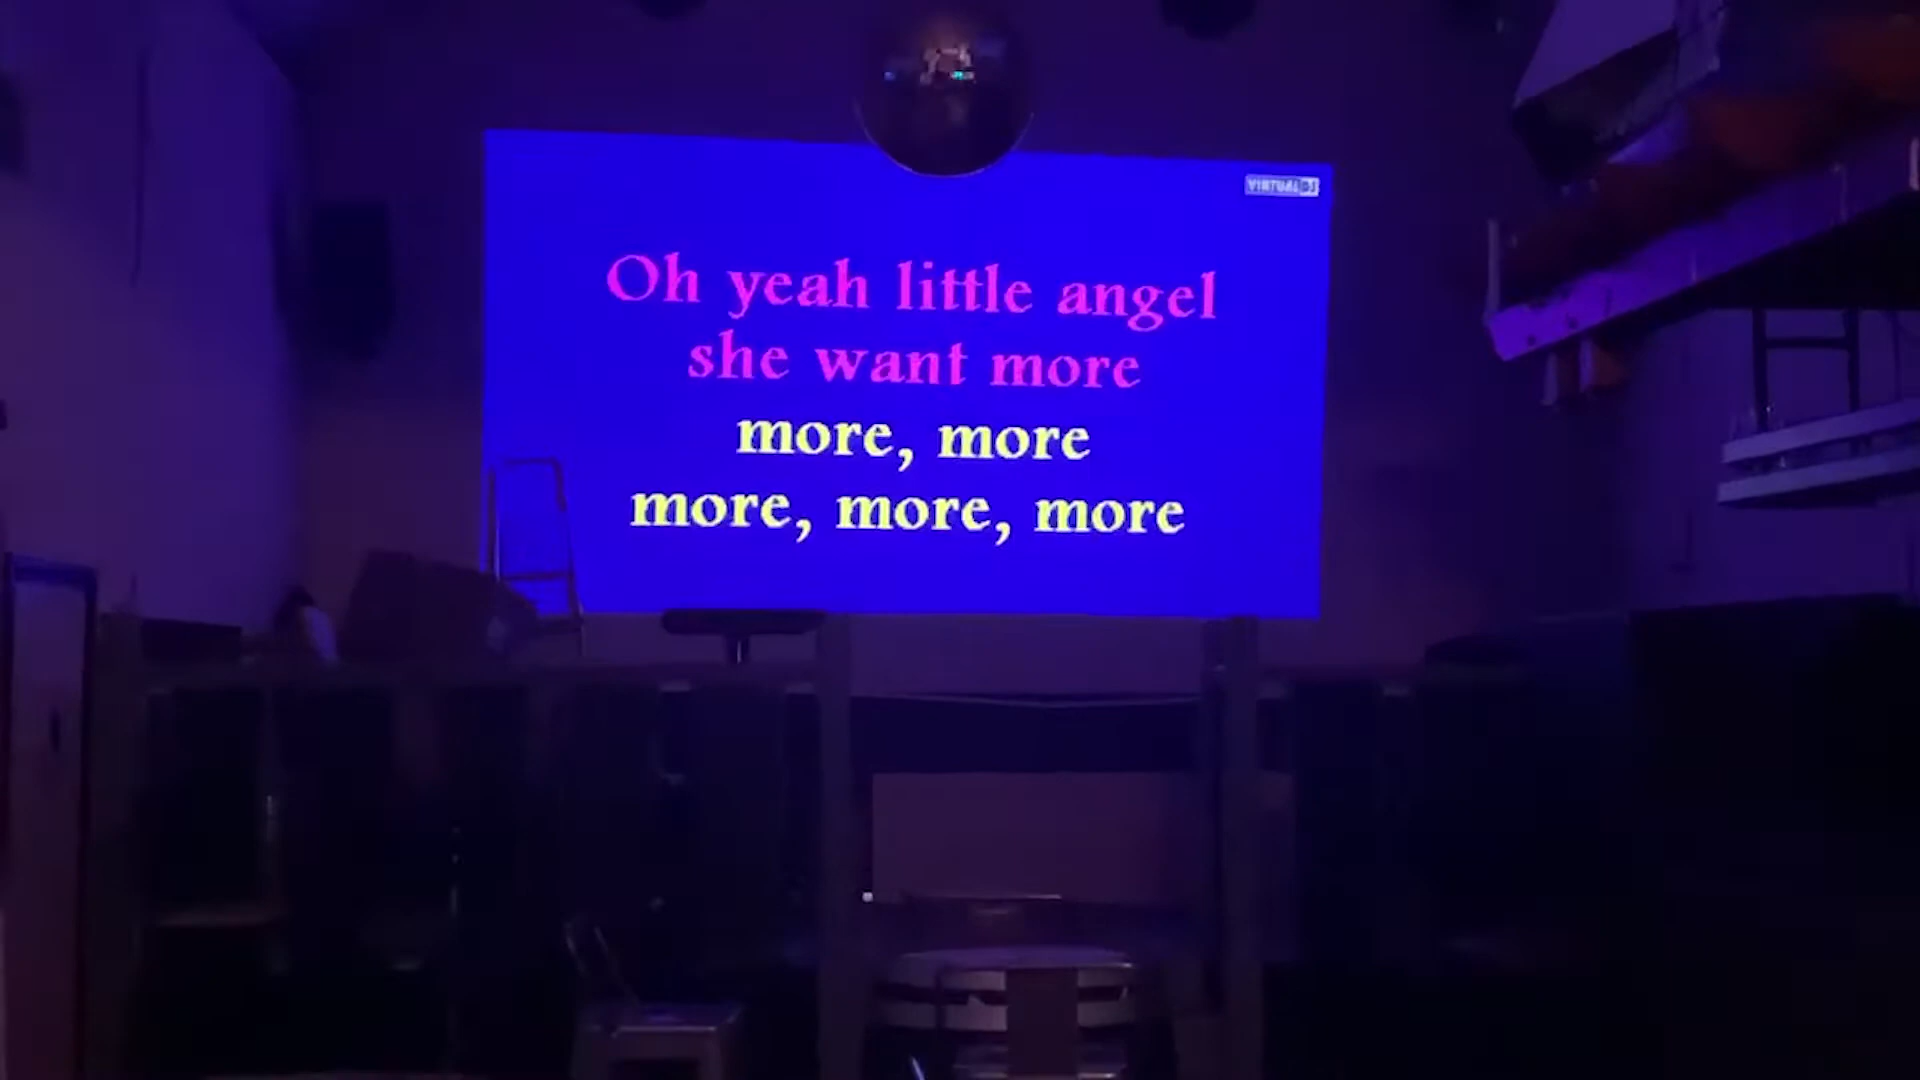 VIRTUAL DJ
Oh yeah little angel
she want more
more, more
more, more, more